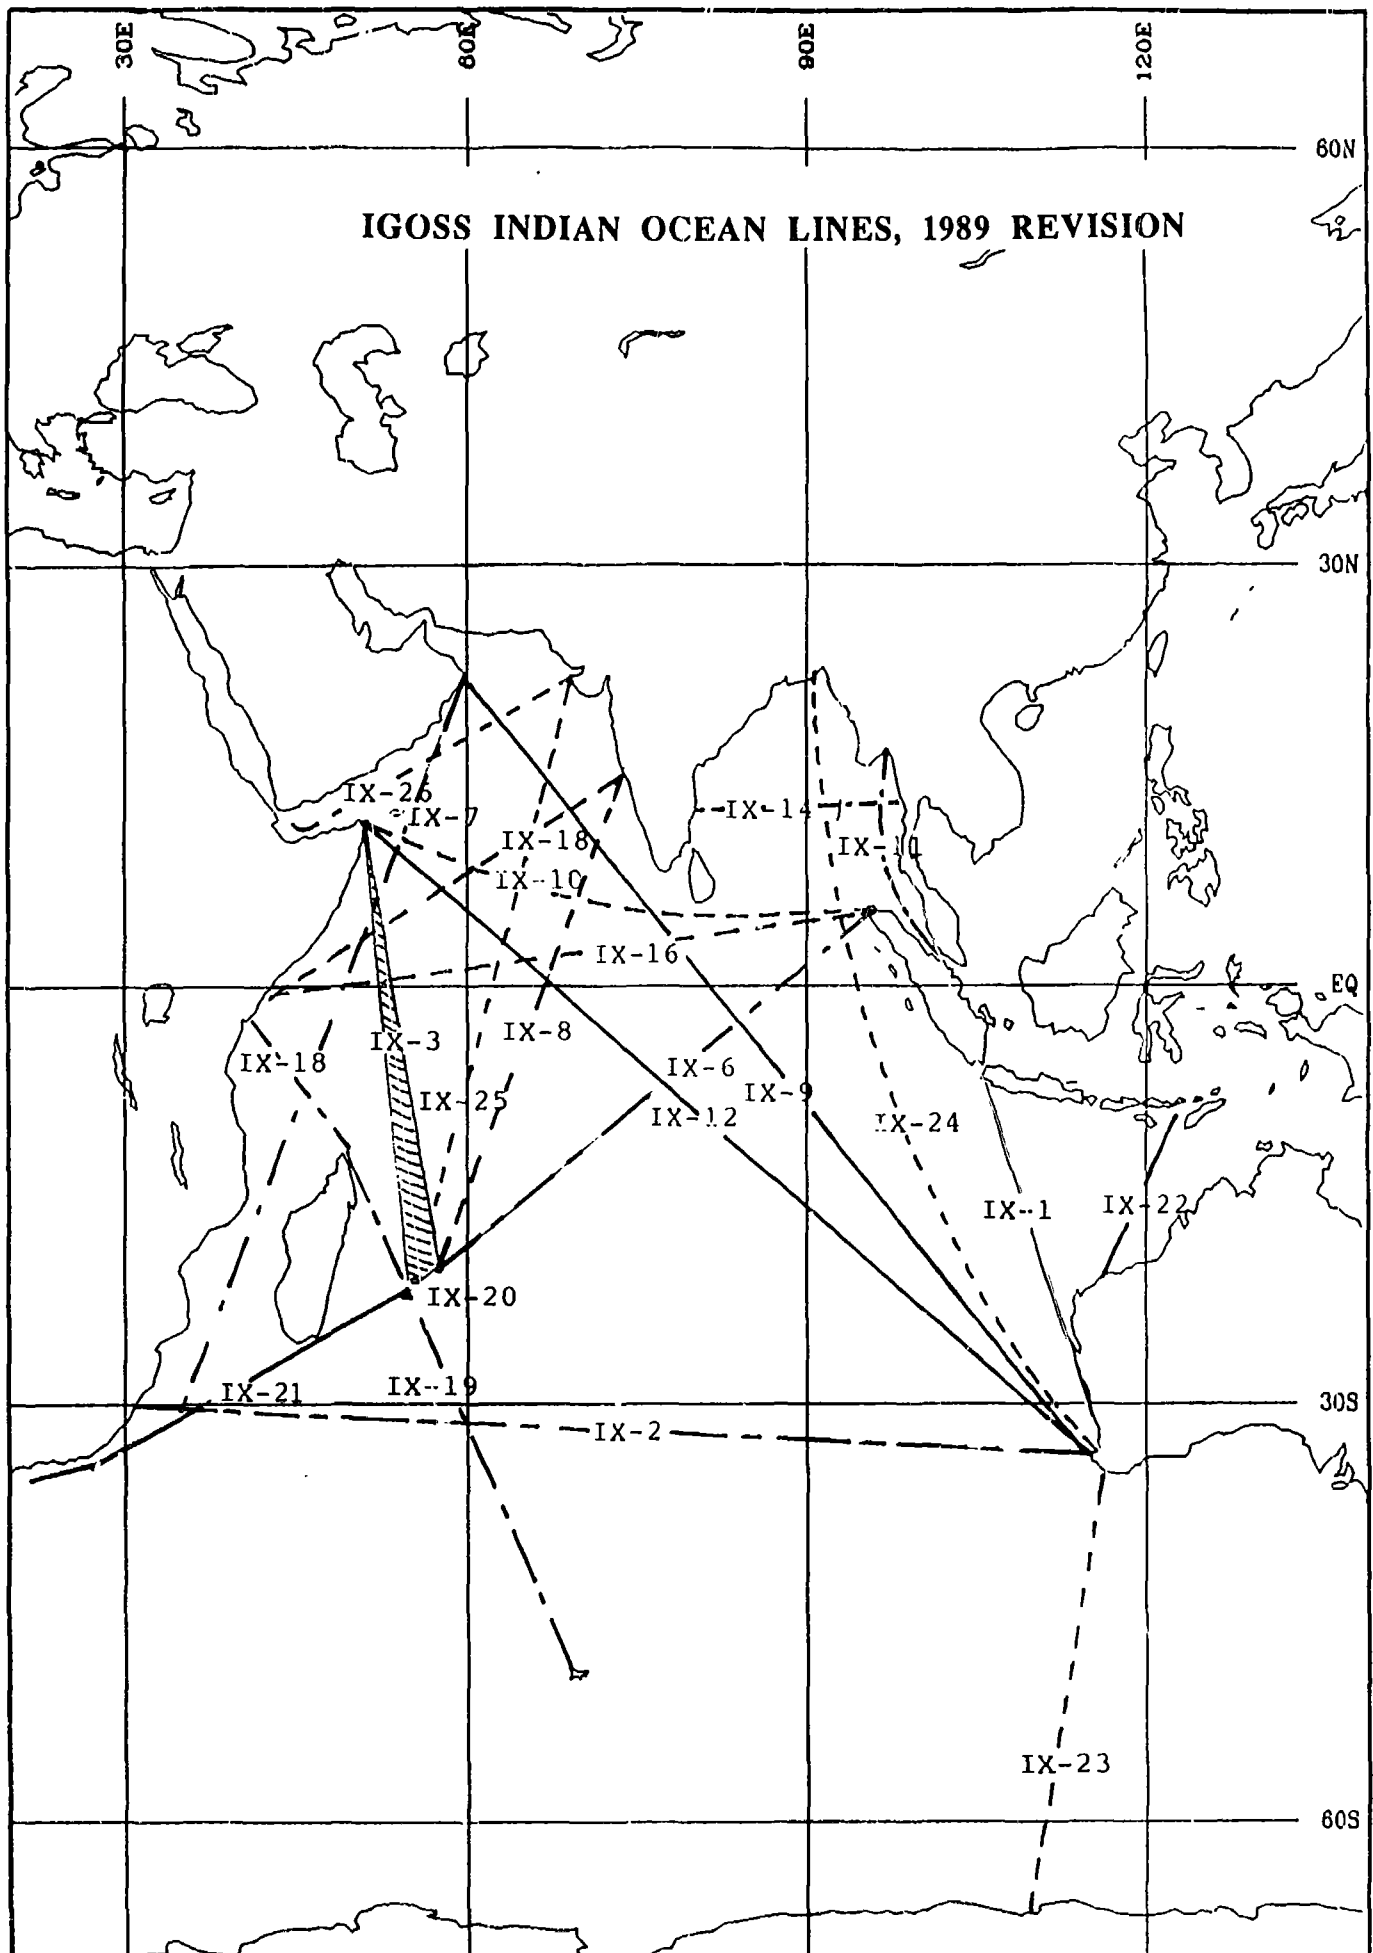 30E
60E
90E
120E
60N
IGOSS INDIAN OCEAN LINES, 1989 REVISION
30N
IX-26
IX-7
IX-14
IX-18
IX-11
IX-10
IX-16
EQ
IX-3
IX-8
IX-18
IX-6
IX-9
IX-25
IX-12
IX-24
IX-1
IX-22
IX-20
IX-21
IX-19
30S
IX-2
IX-23
60S